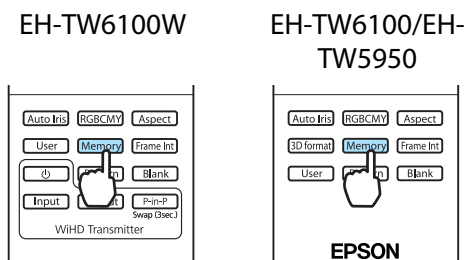 EH-TW6100W
EH-TW6100/EH-
TW5950
Auto Iris RGBCMY Aspect
User Memory Frame Int
Blank
Input P-in-P
Swap (3sec.)
WiHD Transmitter
Auto Iris RGBCMY Aspect
3D format Memory Frame Int
User Blank
EPSON